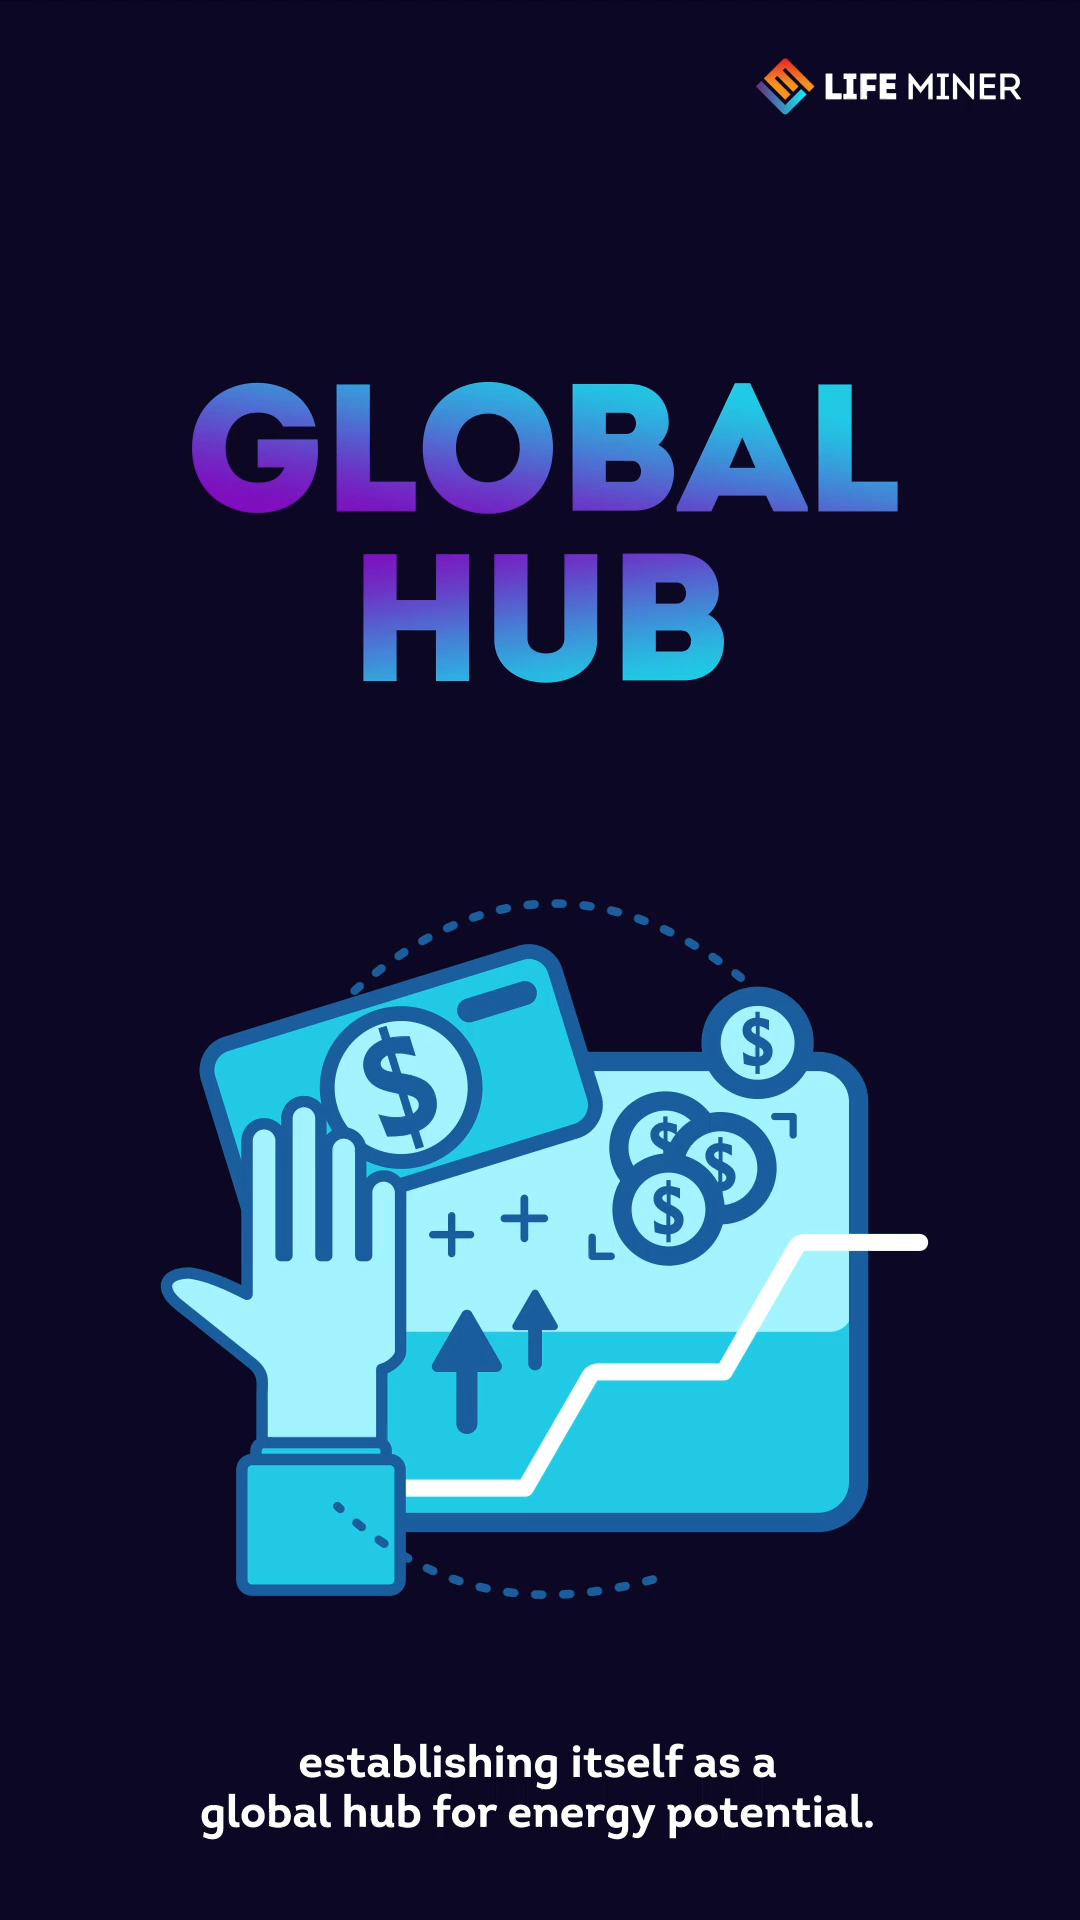 LIFE MINER
GLOBAL
HUB
$
$
$
$
$
establishing itself as a
global hub for energy potential.